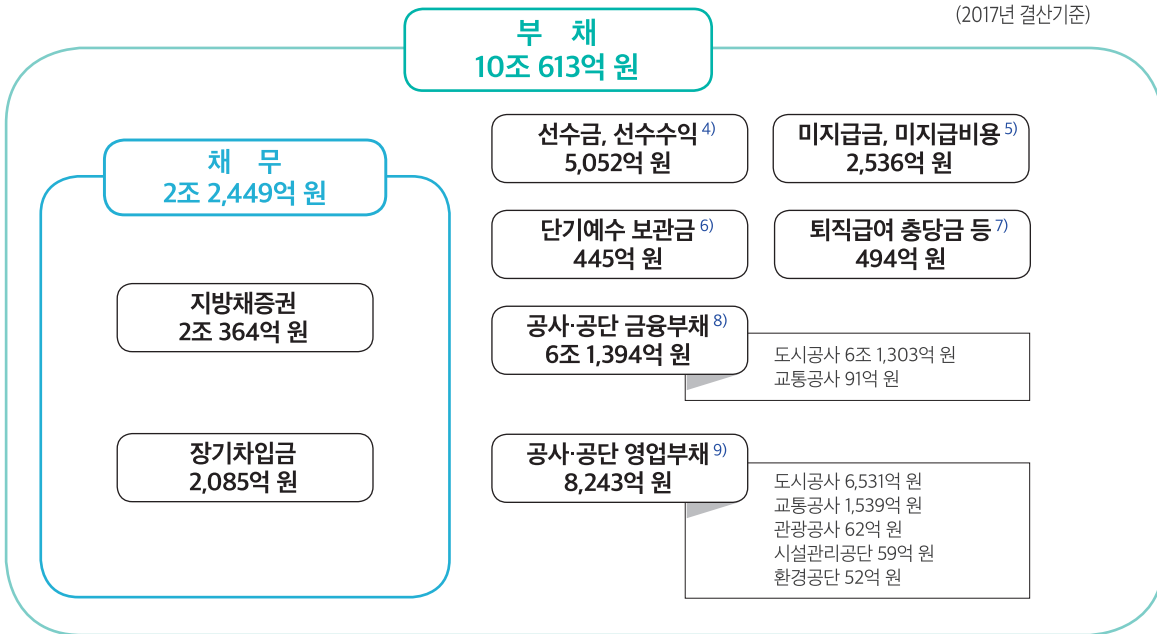 (2017년 결산기준)
부 채
10조 613억 원
채 무
2조 2,449억 원
지방채증권
2조 364억 원
장기차입금
2,085억 원
선수금, 선수수익 4)
5,052억 원
미지급금, 미지급비용 5)
2,536억 원
단기예수 보관금 6)
445억 원
퇴직급여 충당금 등 7)
494억 원
공사·공단 금융부채 8)
6조 1,394억 원
도시공사 6조 1,303억 원
교통공사 91억 원
공사·공단 영업부채 9)
8,243억 원
도시공사 6,531억 원
교통공사 1,539억 원
관광공사 62억 원
시설관리공단 59억 원
환경공단 52억 원